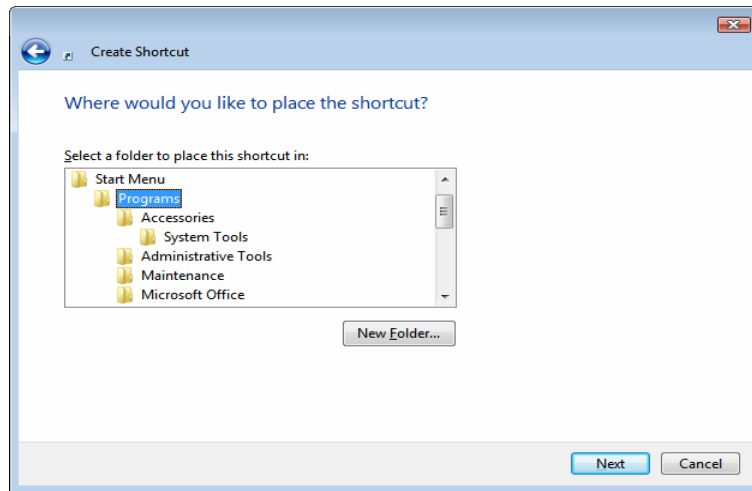 Create Shortcut
Where would you like to place the shortcut?
Select a folder to place this shortcut in:
Start Menu
Programs
Accessories
System Tools
Administrative Tools
Maintenance
Microsoft Office
New Folder...
Next Cancel